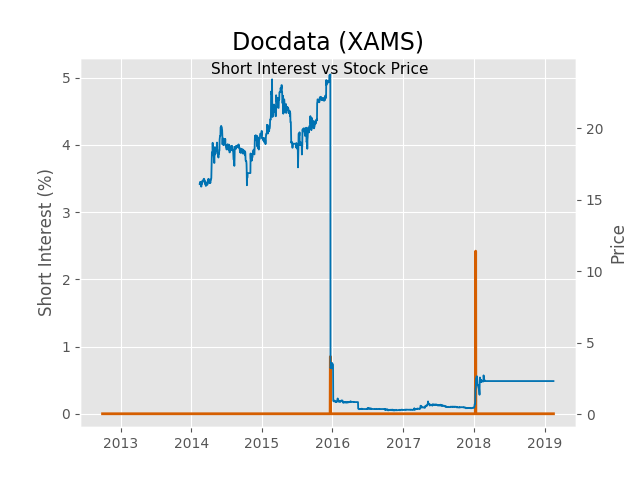 Docdata (XAMS)
Short Interest vs Stock Price
Short Interest (%)
5
4
3
2
1
0
20
15
10
5
0
Price
2013 2014 2015 2016 2017 2018 2019